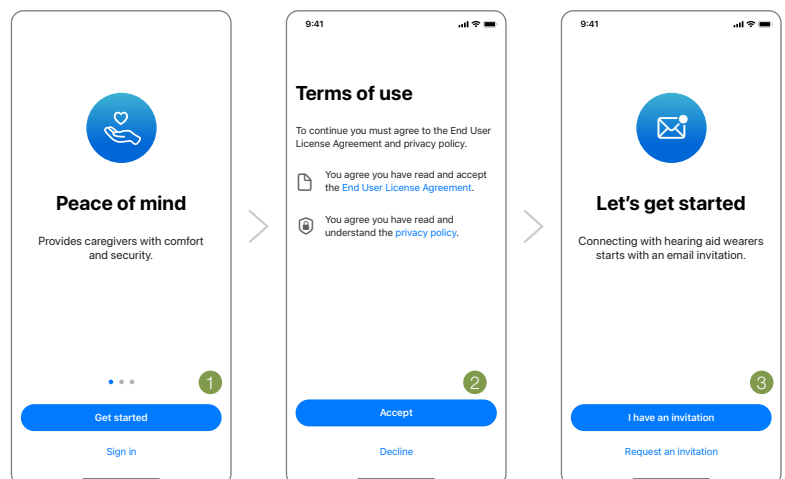 Peace of mind
Provides caregivers with comfort
and security.
1
Get started
Sign in
9:41
Terms of use
To continue you must agree to the End User
License Agreement and privacy policy.
You agree you have read and accept
the End User License Agreement.
You agree you have read and
understand the privacy policy.
2
Accept
Decline
9:41
Let's get started
Connecting with hearing aid wearers
starts with an email invitation.
3
I have an invitation
Request an invitation